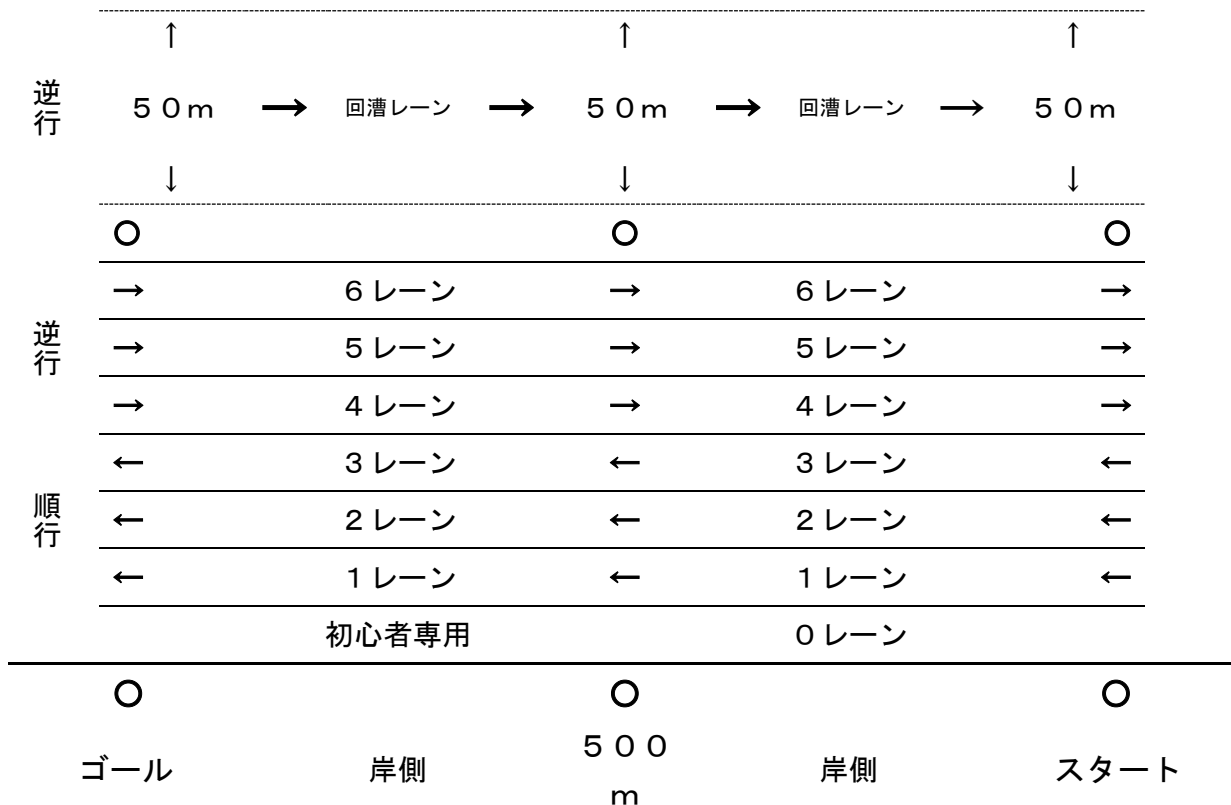 ↑ ↑ ↑
逆行 ５０ｍ → 回漕レーン → ５０ｍ → 回漕レーン → ５０ｍ
↓ ↓ ↓
○ ○ ○
→ ６レーン → ６レーン →
逆行 → ５レーン → ５レーン →
→ ４レーン → ４レーン →
← ３レーン ← ３レーン ←
順行 ← ２レーン ← ２レーン ←
← １レーン ← １レーン ←
初心者専用 ０レーン
○ ○ ○
ゴール 岸側 ５００ｍ 岸側 スタート